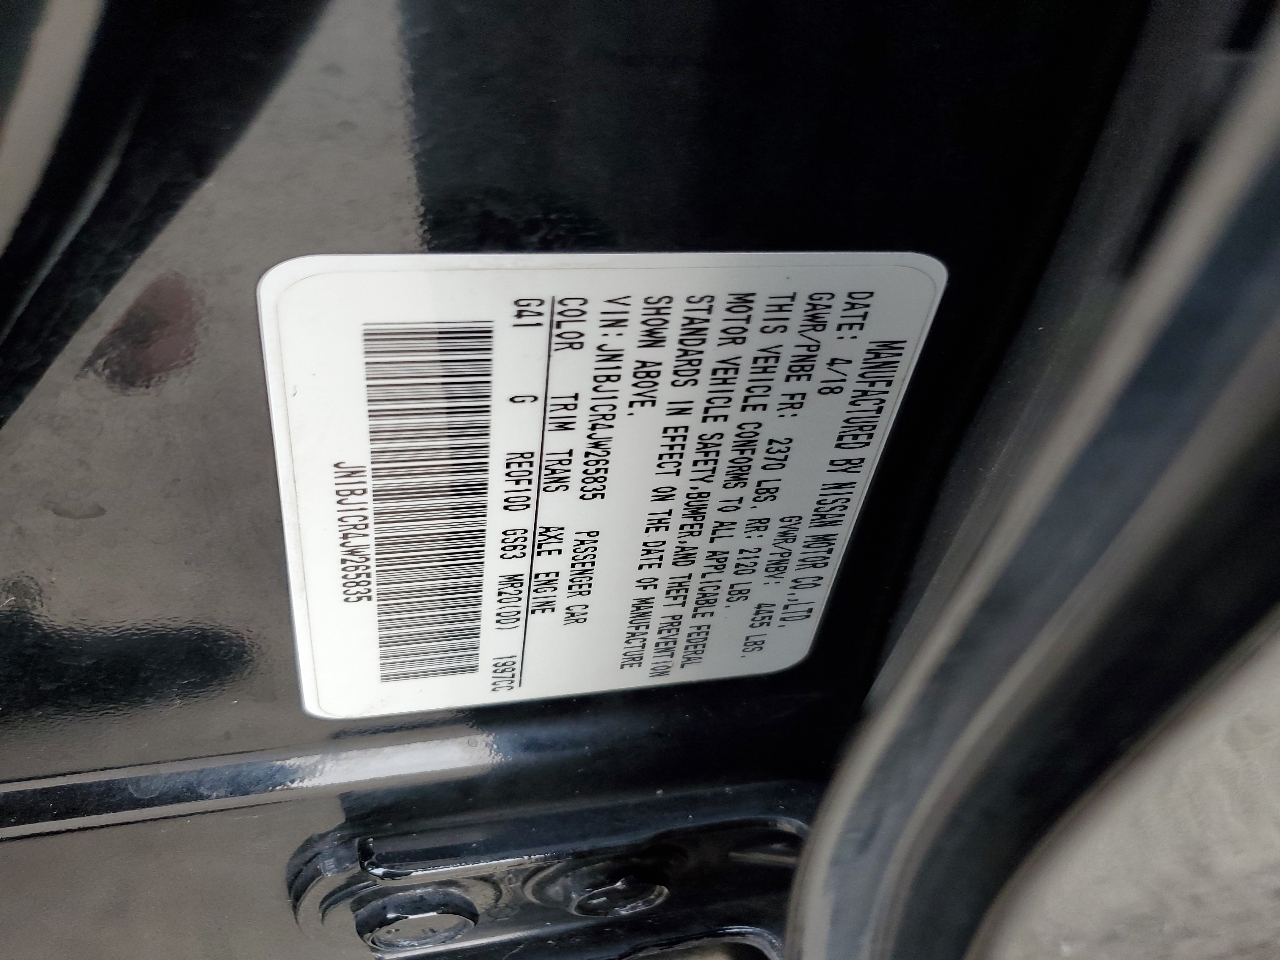 MANUFACTURED BY NISSAN MOTOR CO.,LTD.
DATE: 4/18 GVWR/PNBV: 4455 LBS.
GAWR/PNBE FR: 2370 LBS. RR: 2120 LBS.
THIS VEHICLE CONFORMS TO ALL APPLICABLE FEDERAL
MOTOR VEHICLE SAFETY,BUMPER,AND THEFT PREVENTION
STANDARDS IN EFFECT ON THE DATE OF MANUFACTURE
SHOWN ABOVE.
VIN: JN1BJ1CR4JW265835 PASSENGER CAR
COLOR TRIM TRANS AXLE ENGINE
G41 G RE0F10D GS63 MR20(DD) 1997CC
JN1BJ1CR4JW265835